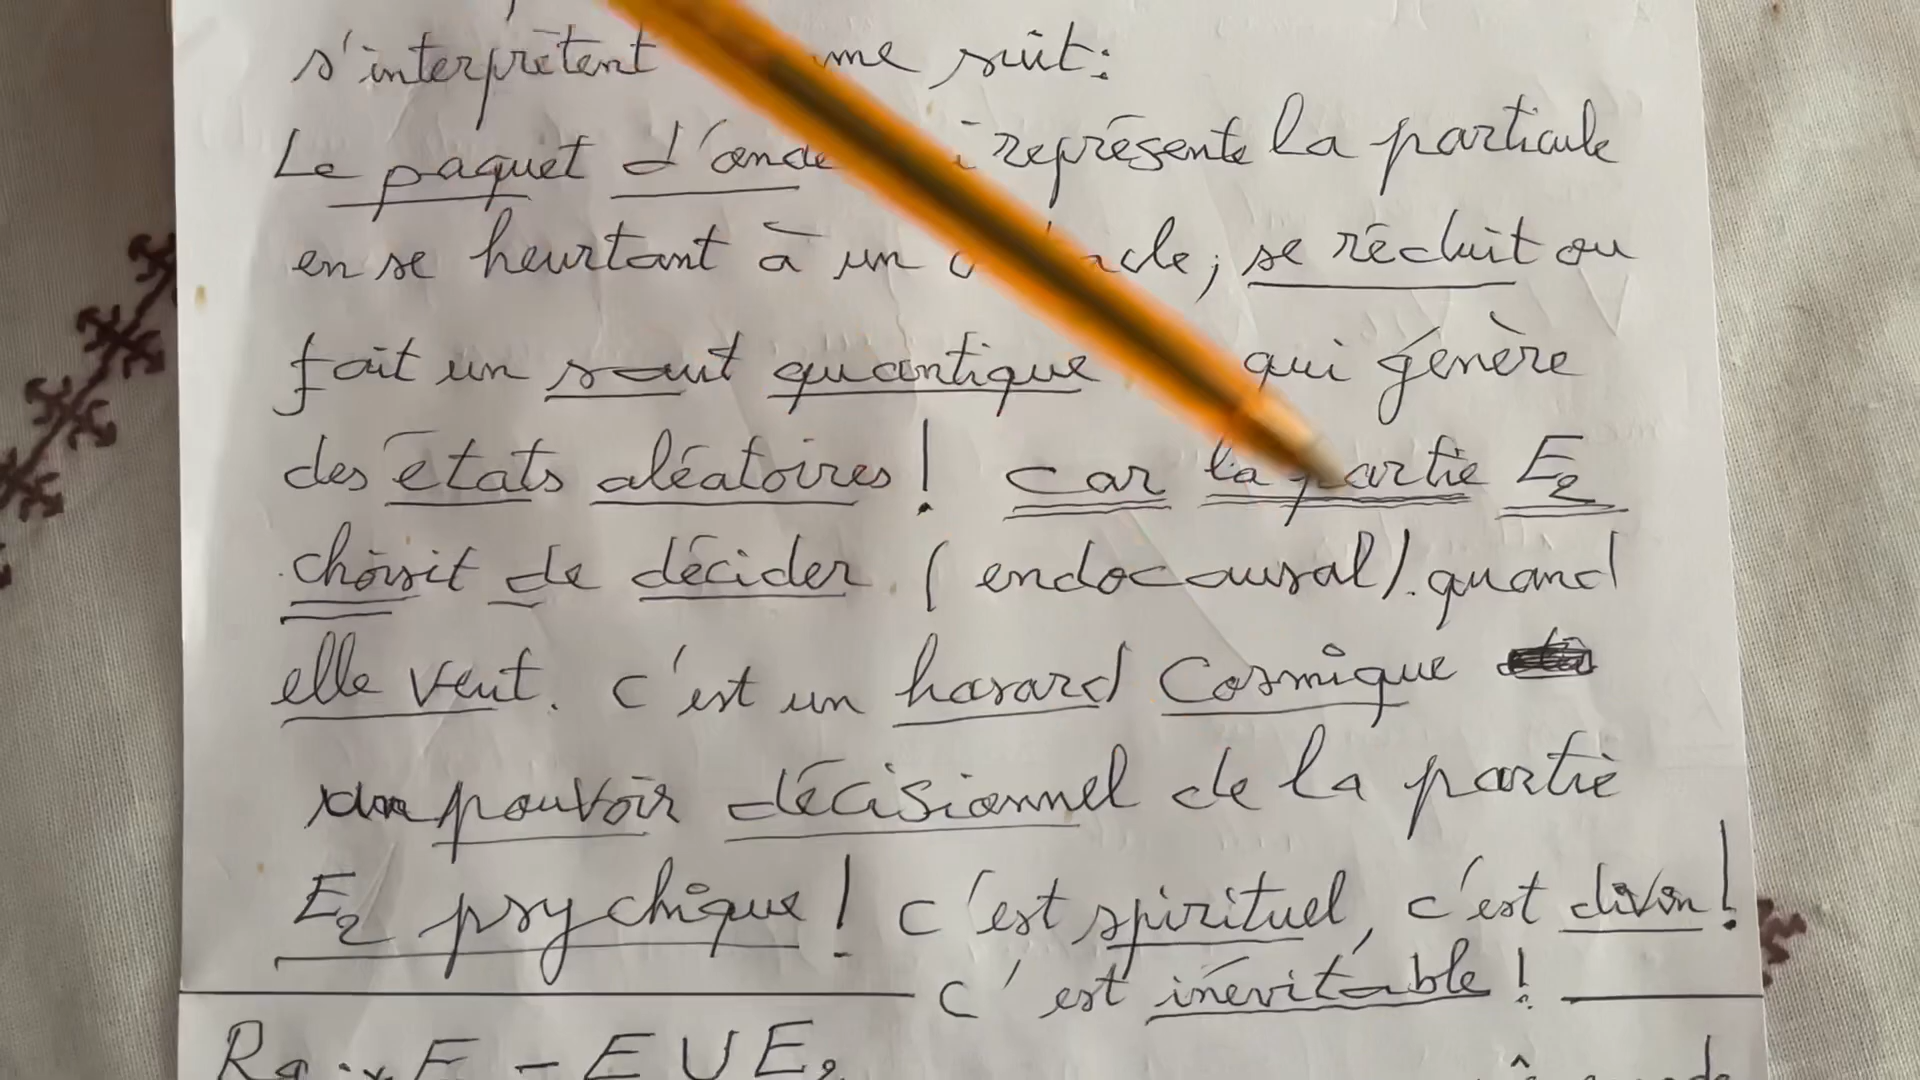 s'interprètent suit:
Le paquet d'onde représente la particule
en se heurtant à un ; se réduit ou
fait un saut quantique qui génère
des états aléatoires! car la partie E2
choisit de décider (endocausal). quand
elle veut. c'est un hasard cosmique
pouvoir décisionnel de la partie
E2 psychique! c'est spirituel, c'est divin!
c'est inévitable!
E = E U E2